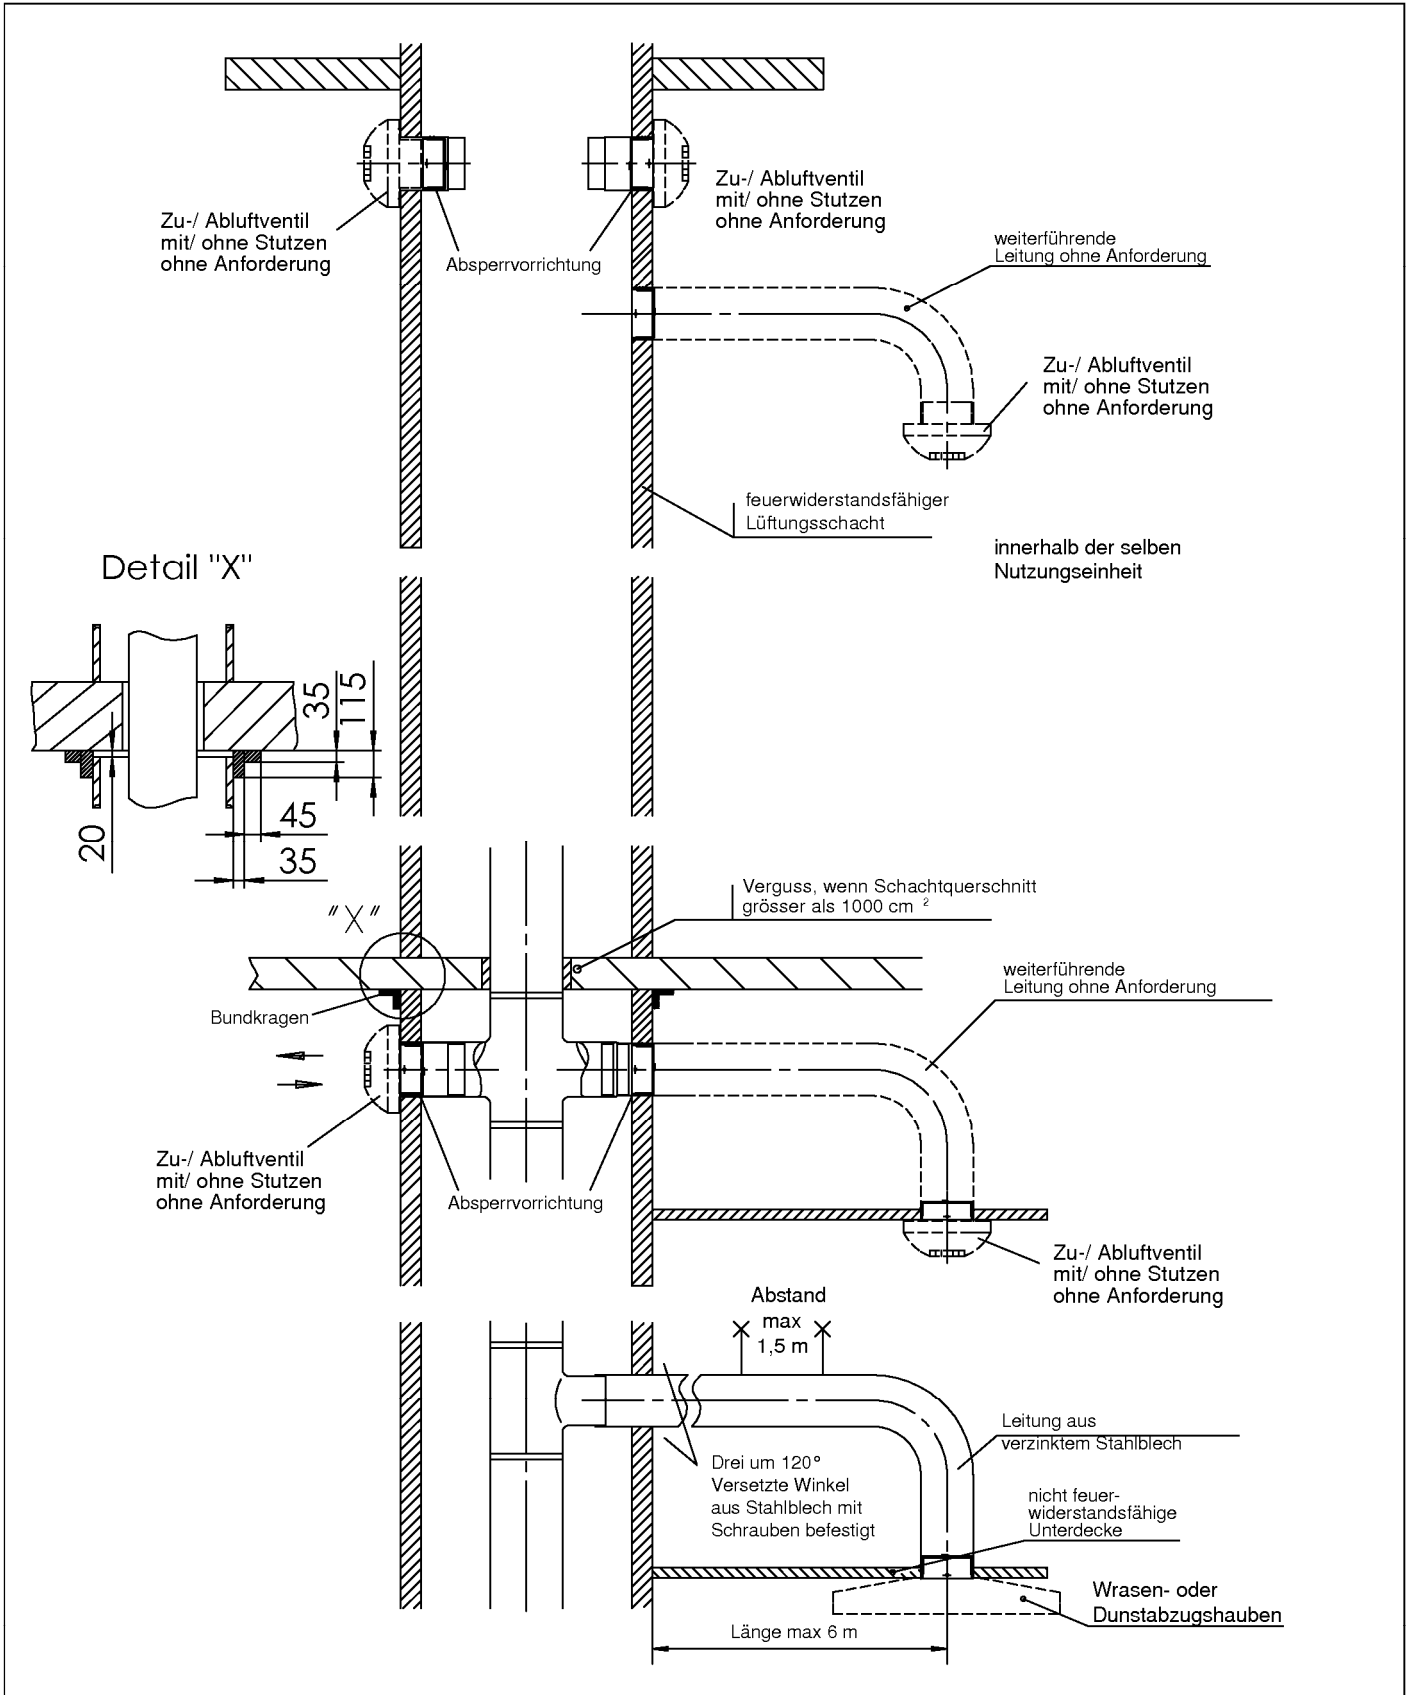 Zu-/ Abluftventil
mit/ ohne Stutzen
ohne Anforderung
Absperrvorrichtung
Zu-/ Abluftventil
mit/ ohne Stutzen
ohne Anforderung
weiterführende
Leitung ohne Anforderung
Zu-/ Abluftventil
mit/ ohne Stutzen
ohne Anforderung
feuerwiderstandsfähiger
Lüftungsschacht
innerhalb der selben
Nutzungseinheit
Detail "X"
35
115
20
45
35
"X"
Verguss, wenn Schachtquerschnitt
grösser als 1000 cm ²
Bundkragen
weiterführende
Leitung ohne Anforderung
Zu-/ Abluftventil
mit/ ohne Stutzen
ohne Anforderung
Absperrvorrichtung
Zu-/ Abluftventil
mit/ ohne Stutzen
ohne Anforderung
Abstand
max
1,5 m
Leitung aus
verzinktem Stahlblech
Drei um 120°
Versetzte Winkel
aus Stahlblech mit
Schrauben befestigt
nicht feuer-
widerstandsfähige
Unterdecke
Wrasen- oder
Dunstabzugshauben
Länge max 6 m